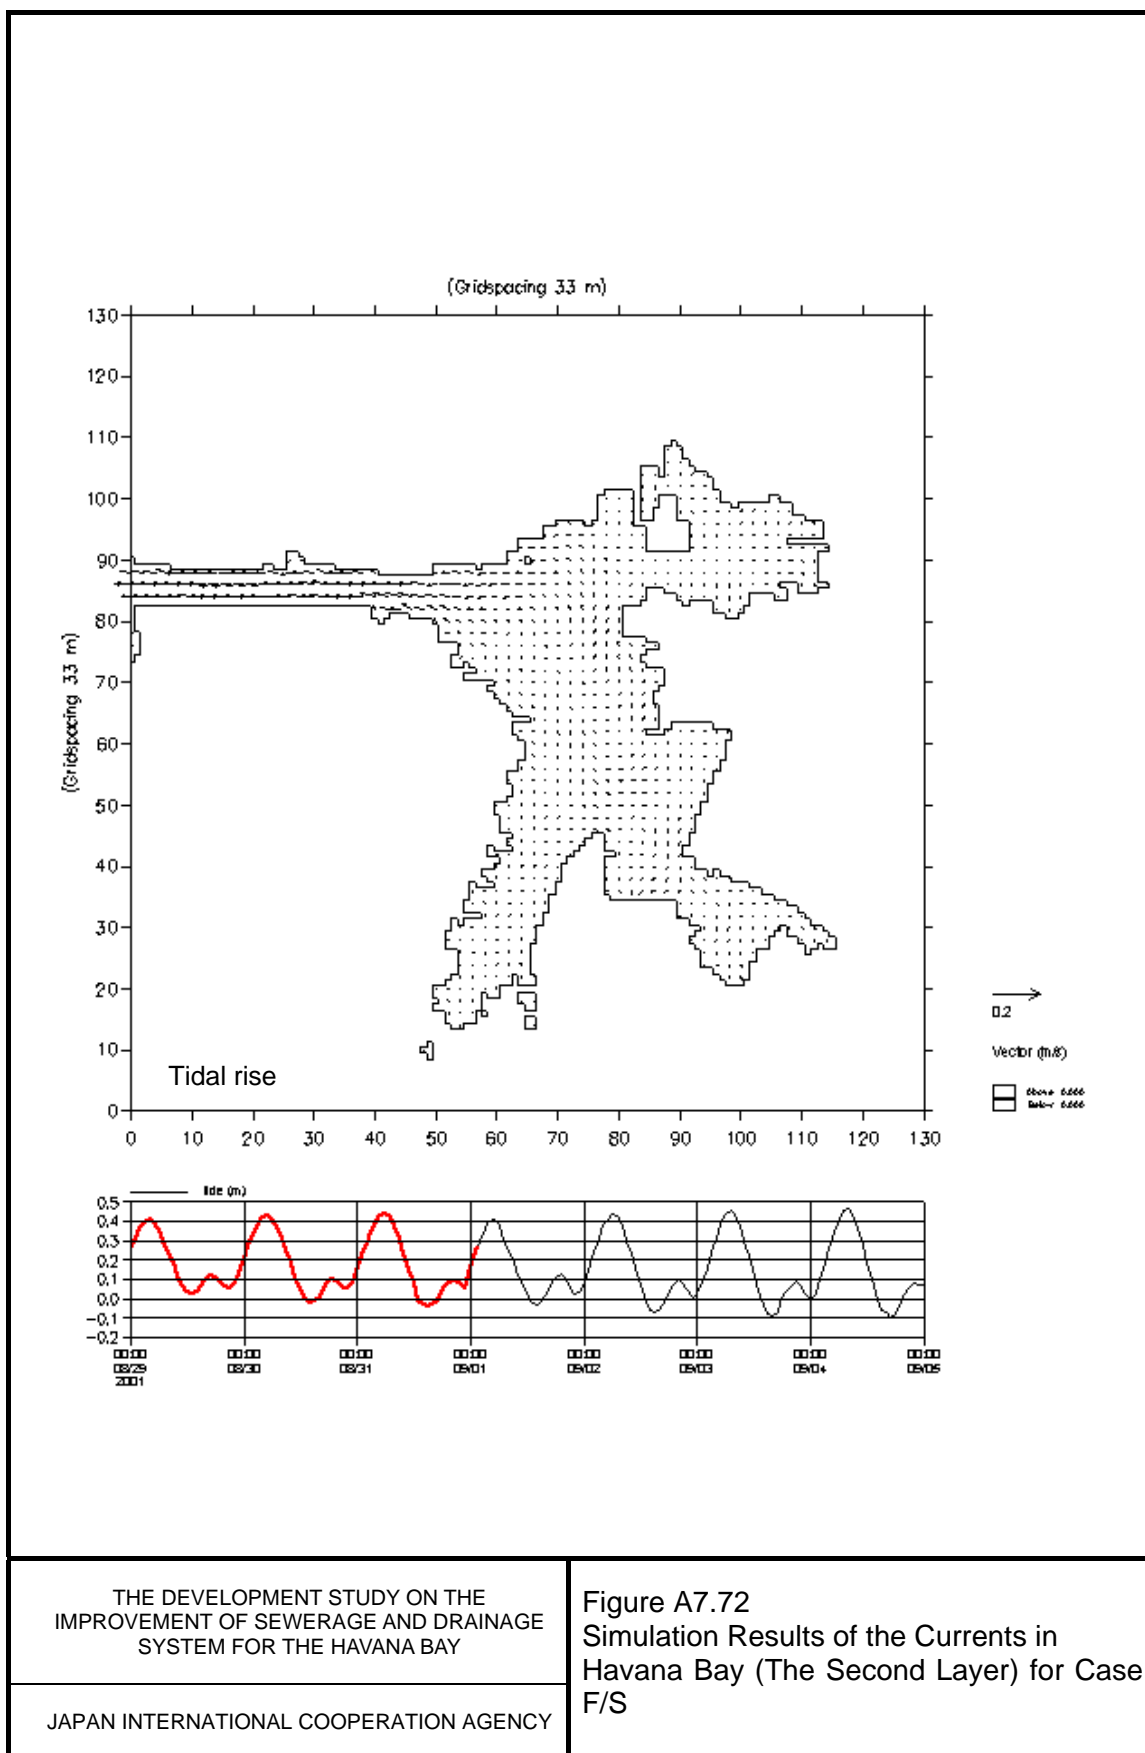 (Gridspacing 33 m)
130
120
110
100
90
80
70
60
50
40
30
20
10
0
(Gridspacing 33 m)
Tidal rise
0 10 20 30 40 50 60 70 80 90 100 110 120 130
0.2
Vector (m/s)
Above 0.666
Below 0.666
tide (m)
0.5
0.4
0.3
0.2
0.1
0.0
-0.1
-0.2
00:00 00:00 00:00 00:00 00:00 00:00 00:00 00:00
08/29 08/30 08/31 09/01 09/02 09/03 09/04 09/05
2001
THE DEVELOPMENT STUDY ON THE
IMPROVEMENT OF SEWERAGE AND DRAINAGE
SYSTEM FOR THE HAVANA BAY
JAPAN INTERNATIONAL COOPERATION AGENCY
Figure A7.72
Simulation Results of the Currents in
Havana Bay (The Second Layer) for Case
F/S